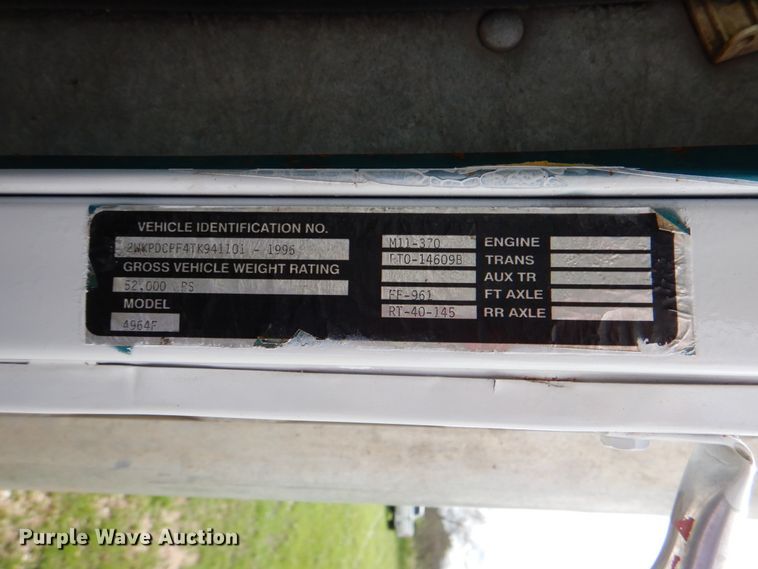 VEHICLE IDENTIFICATION NO.
2WKPDCPF4TK941101 - 1996
GROSS VEHICLE WEIGHT RATING
52,000 PS
MODEL
4964F
M11-370 ENGINE
RTO-14609B TRANS
AUX TR
FF-961 FT AXLE
RT-40-145 RR AXLE
Purple Wave Auction